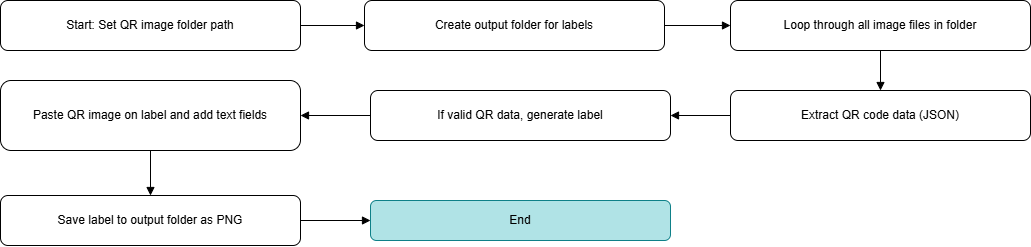 Start: Set QR image folder path
Create output folder for labels
Loop through all image files in folder
Extract QR code data (JSON)
If valid QR data, generate label
Paste QR image on label and add text fields
Save label to output folder as PNG
End